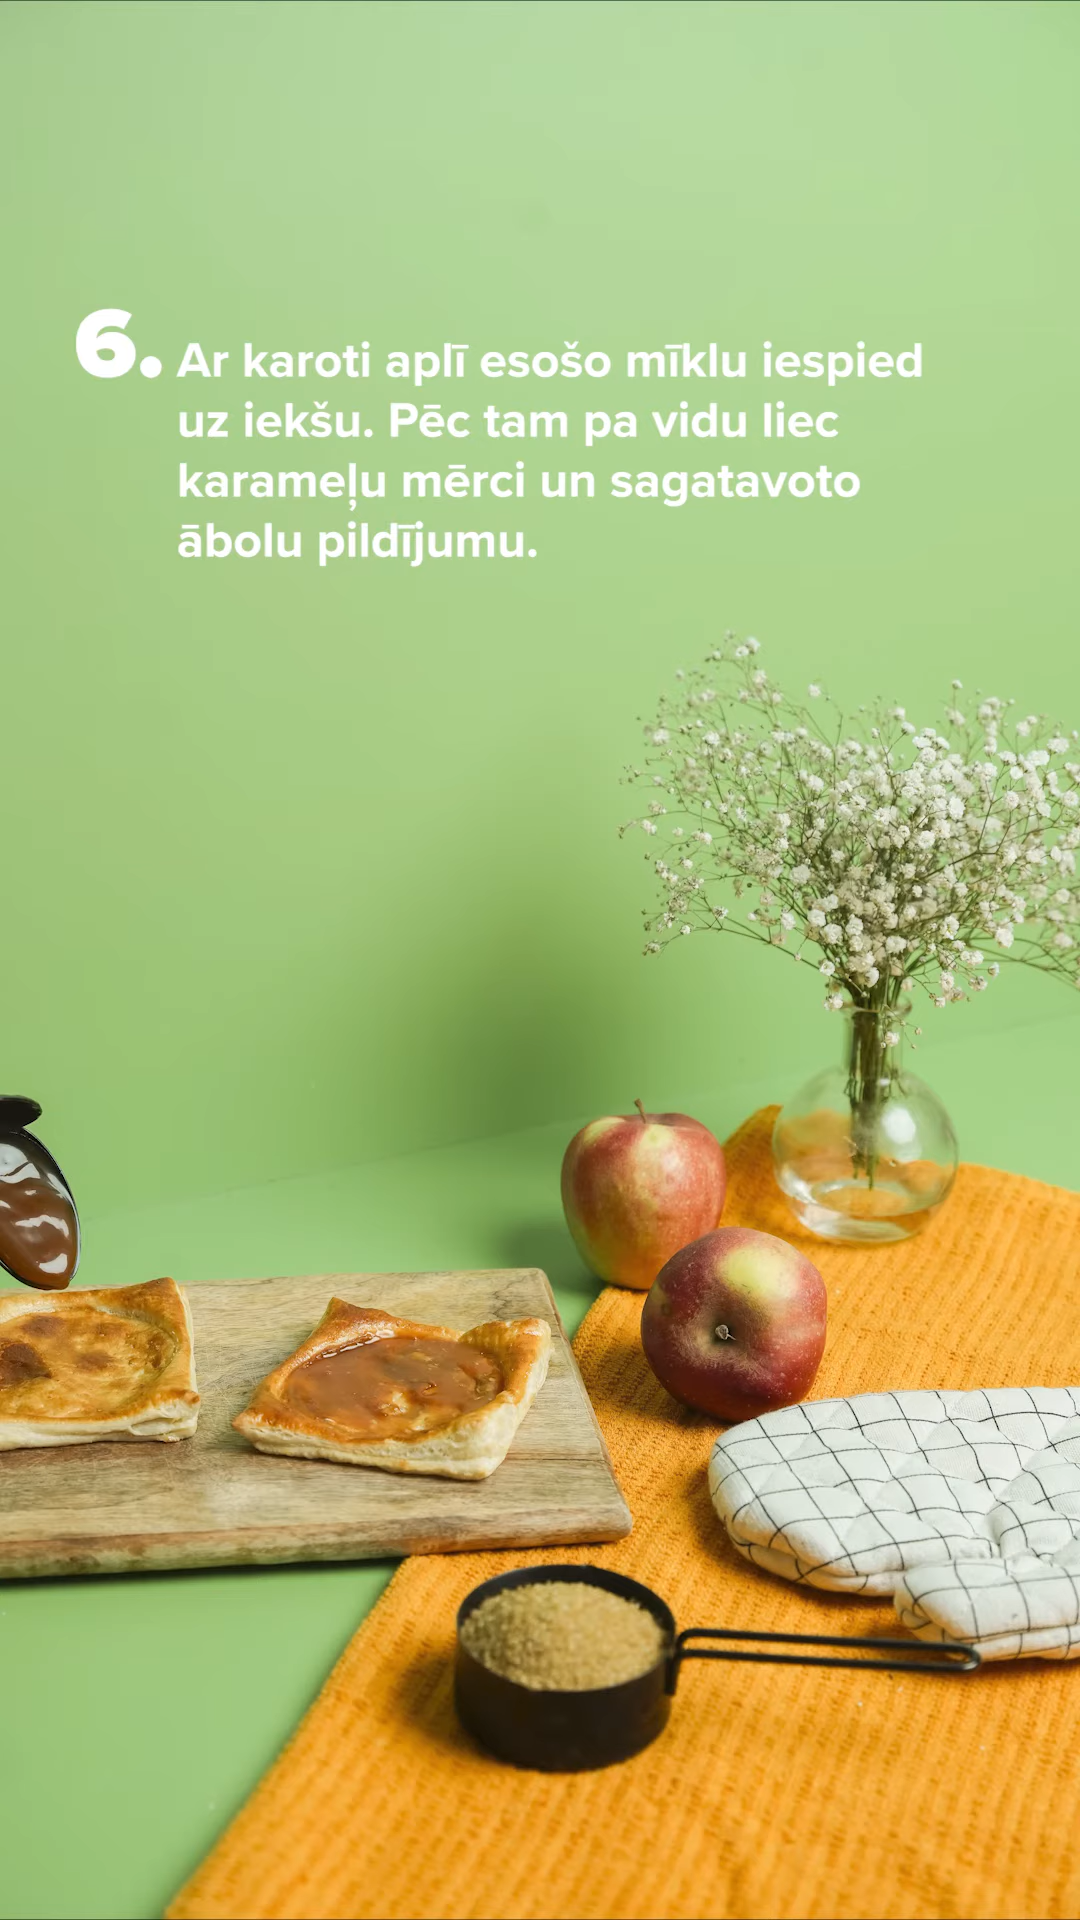 6. Ar karoti aplī esošo mīklu iespied
uz iekšu. Pēc tam pa vidu liec
karameļu mērci un sagatavoto
ābolu pildījumu.